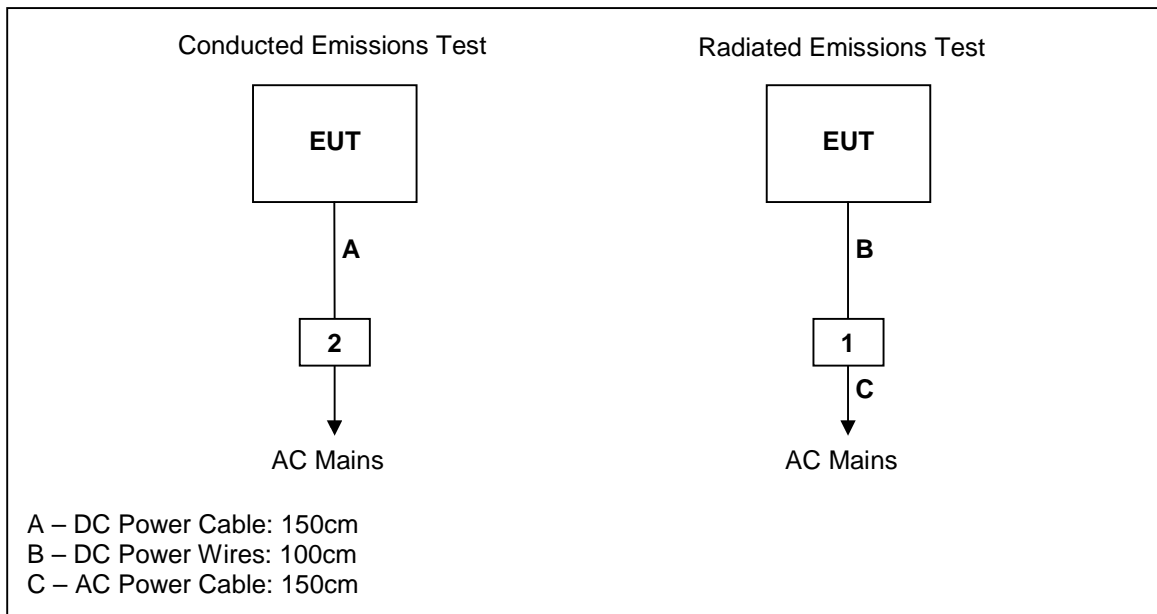 Conducted Emissions Test
EUT
A
2
AC Mains
Radiated Emissions Test
EUT
B
1
C
AC Mains
A – DC Power Cable: 150cm
B – DC Power Wires: 100cm
C – AC Power Cable: 150cm